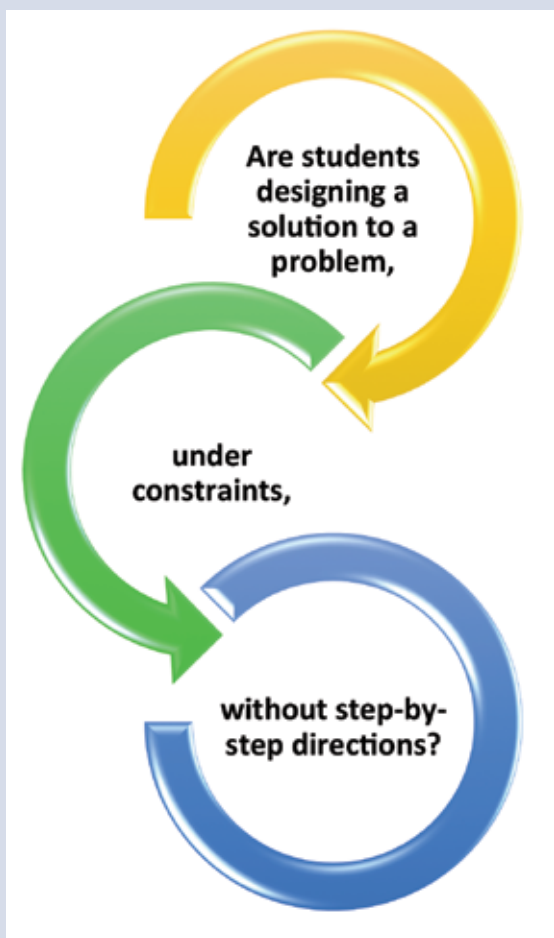 Are students
designing a
solution to a
problem,
under
constraints,
without step-by-
step directions?